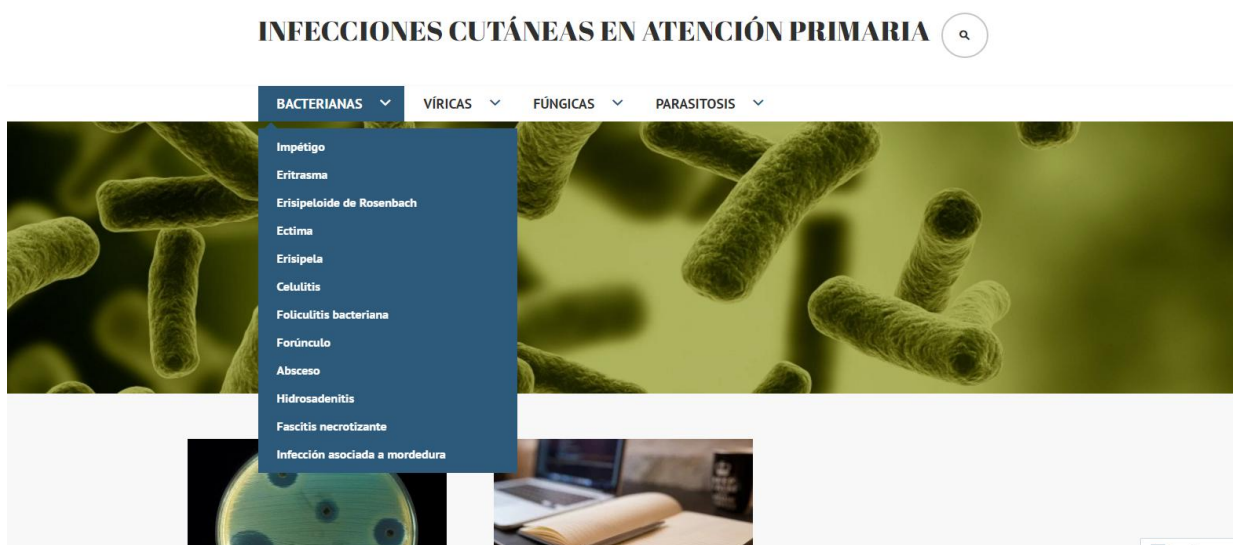 INFECCIONES CUTÁNEAS EN ATENCIÓN PRIMARIA
BACTERIANAS VÍRICAS FÚNGICAS PARASITOSIS
Impétigo
Eritrasma
Erisipeloide de Rosenbach
Ectima
Erisipela
Celulitis
Foliculitis bacteriana
Forúnculo
Absceso
Hidrosadenitis
Fascitis necrotizante
Infección asociada a mordedura